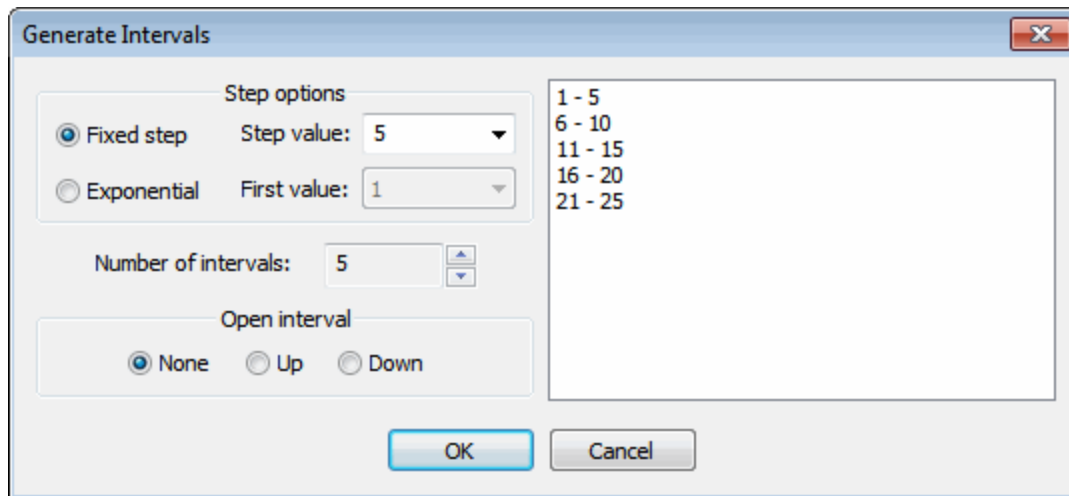 Generate Intervals
Step options
Fixed step Step value: 5
Exponential First value: 1
Number of intervals: 5
Open interval
None Up Down
1 - 5
6 - 10
11 - 15
16 - 20
21 - 25
OK Cancel